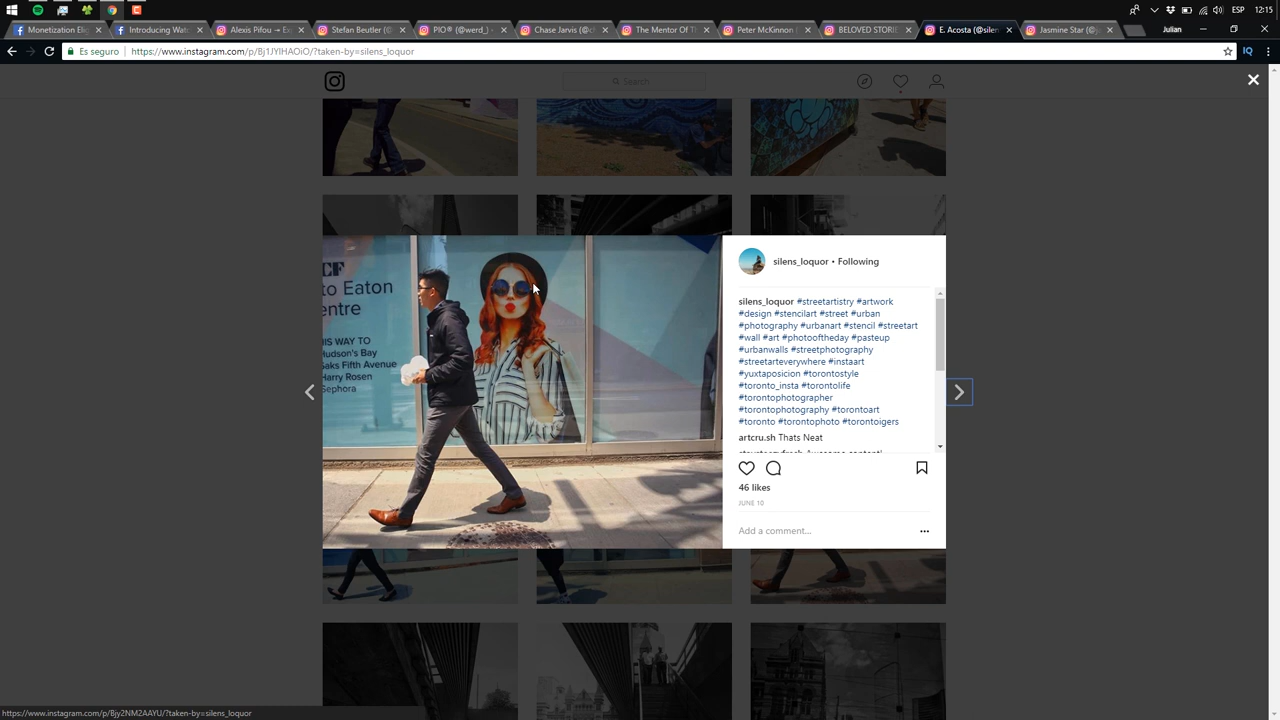 ESP
12:15
Monetization Eli
Introducing Wat
Alexis Pifou → Ex
Stefan Beutler (@
PIO® (@werd_) •
Chase Jarvis (@c
The Mentor Of T
Peter McKinnon
BELOVED STORIE
E. Acosta (@silen
Jasmine Star (@j
Julian
Es seguro
https://www.instagram.com/p/Bj1JYlHAOiO/?taken-by=silens_loquor
IQ
Search
CF
to Eaton
entre
HIS WAY TO
Hudson's Bay
Saks Fifth Avenue
Harry Rosen
Sephora
silens_loquor • Following
silens_loquor #streetartistry #artwork
#design #stencilart #street #urban
#photography #urbanart #stencil #streetart
#wall #art #photooftheday #pasteup
#urbanwalls #streetphotography
#streetarteverywhere #instaart
#yuxtaposicion #torontostyle
#toronto_insta #torontolife
#torontophotographer
#torontophotography #torontoart
#toronto #torontophoto #torontoigers
artcru.sh Thats Neat
46 likes
JUNE 10
Add a comment...
https://www.instagram.com/p/Bjy2NM2AAYU/?taken-by=silens_loquor